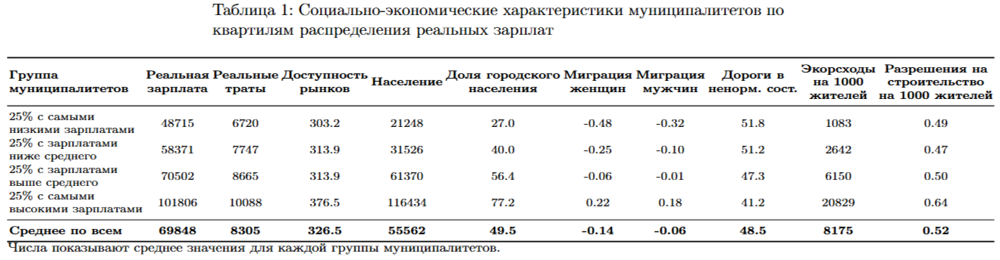 Таблица 1: Социально-экономические характеристики муниципалитетов по
квартилям распределения реальных зарплат
Группа муниципалитетов Реальная зарплата Реальные траты Доступность рынков Население Доля городского населения Миграция женщин Миграция мужчин Дороги в ненорм. сост. Экорсходы на 1000 жителей Разрешения на строительство на 1000 жителей
25% с самыми низкими зарплатами 48715 6720 303.2 21248 27.0 -0.48 -0.32 51.8 1083 0.49
25% с зарплатами ниже среднего 58371 7747 313.9 31526 40.0 -0.25 -0.10 51.2 2642 0.47
25% с зарплатами выше среднего 70502 8665 313.9 61370 56.4 -0.06 -0.01 47.3 6150 0.50
25% с самыми высокими зарплатами 101806 10088 376.5 116434 77.2 0.22 0.18 41.2 20829 0.64
Среднее по всем 69848 8305 326.5 55562 49.5 -0.14 -0.06 48.5 8175 0.52
Числа показывают среднее значения для каждой группы муниципалитетов.